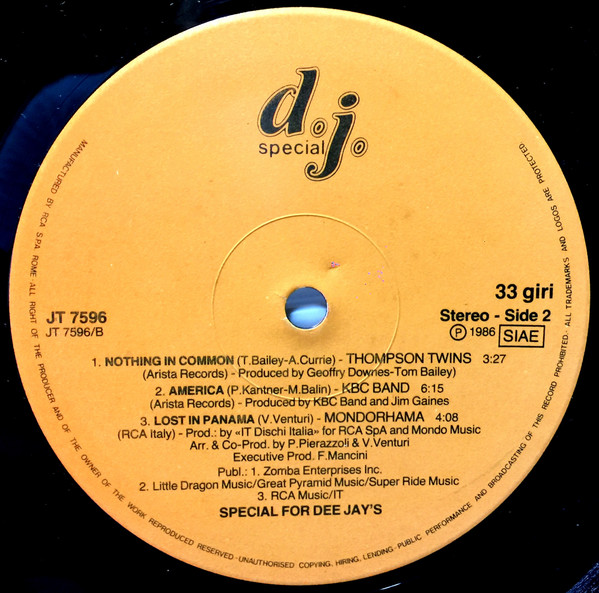 d.j.
special
33 giri
JT 7596 Stereo - Side 2
JT 7596/B Ⓟ 1986 SIAE
1. NOTHING IN COMMON (T.Bailey-A.Currie) - THOMPSON TWINS 3:27
(Arista Records) - Produced by Geoffry Downes-Tom Bailey)
2. AMERICA (P.Kantner-M.Balin) - KBC BAND 6:15
(Arista Records) - Produced by KBC Band and Jim Gaines
3. LOST IN PANAMA (V.Venturi) - MONDORHAMA 4:08
(RCA Italy) - Prod.: by «IT Dischi Italia» for RCA SpA and Mondo Music
Arr. & Co-Prod. by P.Pierazzoli & V.Venturi
Executive Prod. F.Mancini
Publ.: 1. Zomba Enterprises Inc.
2. Little Dragon Music/Great Pyramid Music/Super Ride Music
3. RCA Music/IT
SPECIAL FOR DEE JAY'S
MANUFACTURED BY RCA S.P.A. ROME. ALL RIGHT OF THE PRODUCER AND OF THE OWNER OF THE WORK REPRODUCED RESERVED - UNAUTHORISED COPYING, HIRING, LENDING - PUBLIC PERFORMANCE AND BROADCASTING OF THIS RECORD PROHIBITED. ALL TRADEMARKS AND LOGOS ARE PROTECTED